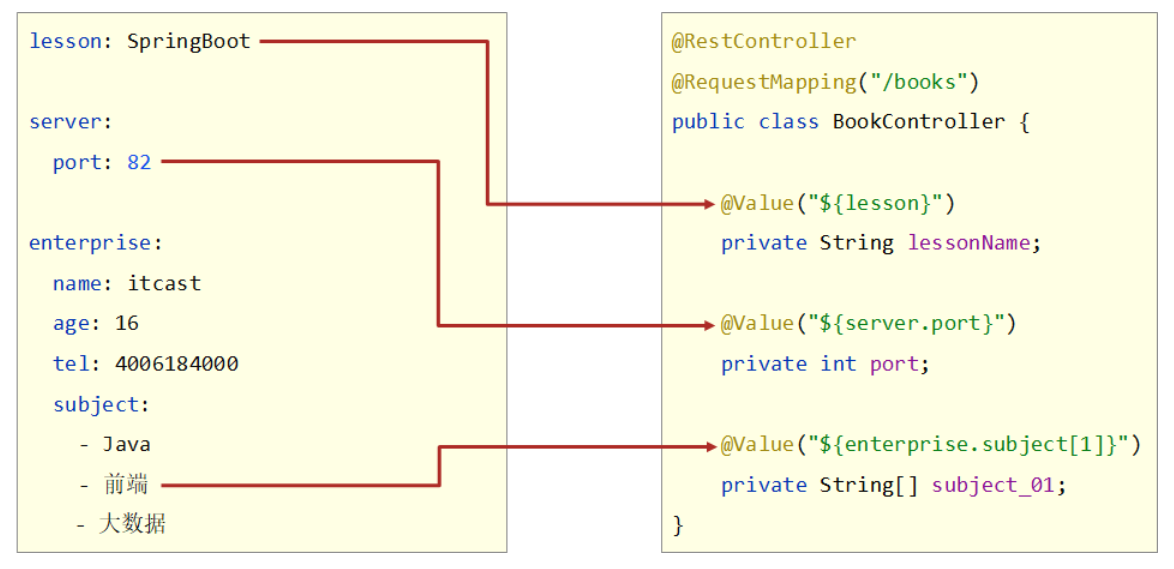 lesson: SpringBoot
server:
  port: 82
enterprise:
  name: itcast
  age: 16
  tel: 4006184000
  subject:
    - Java
    - 前端
    - 大数据
@RestController
@RequestMapping("/books")
public class BookController {
    @Value("${lesson}")
    private String lessonName;
    @Value("${server.port}")
    private int port;
    @Value("${enterprise.subject[1]}")
    private String[] subject_01;
}